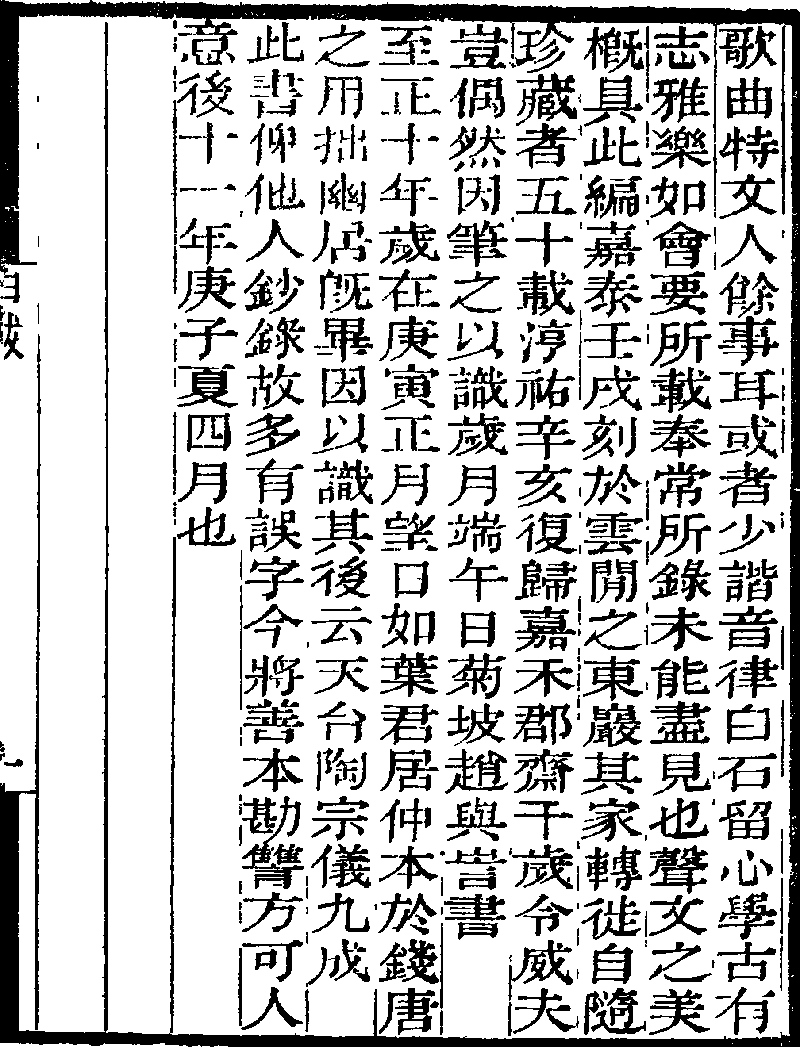 歌曲特文人餘事耳或者少諧音律白石留心學古有
志雅樂如會要所載奉常所錄未能盡見也聲文之美
槪具此編嘉泰壬戌刻於雲閒之東巖其家轉徙自隨
珍藏者五十載淳祐辛亥復歸嘉禾郡齋千歲令威夫
豈偶然因筆之以識歲月端午日菊坡趙與訔書
至正十年歲在庚寅正月望日如葉君居仲本於錢唐
之用拙幽居旣畢因以識其後云天台陶宗儀九成
此書俾他人鈔錄故多有誤字今將善本勘讐方可人
意後十一年庚子夏四月也